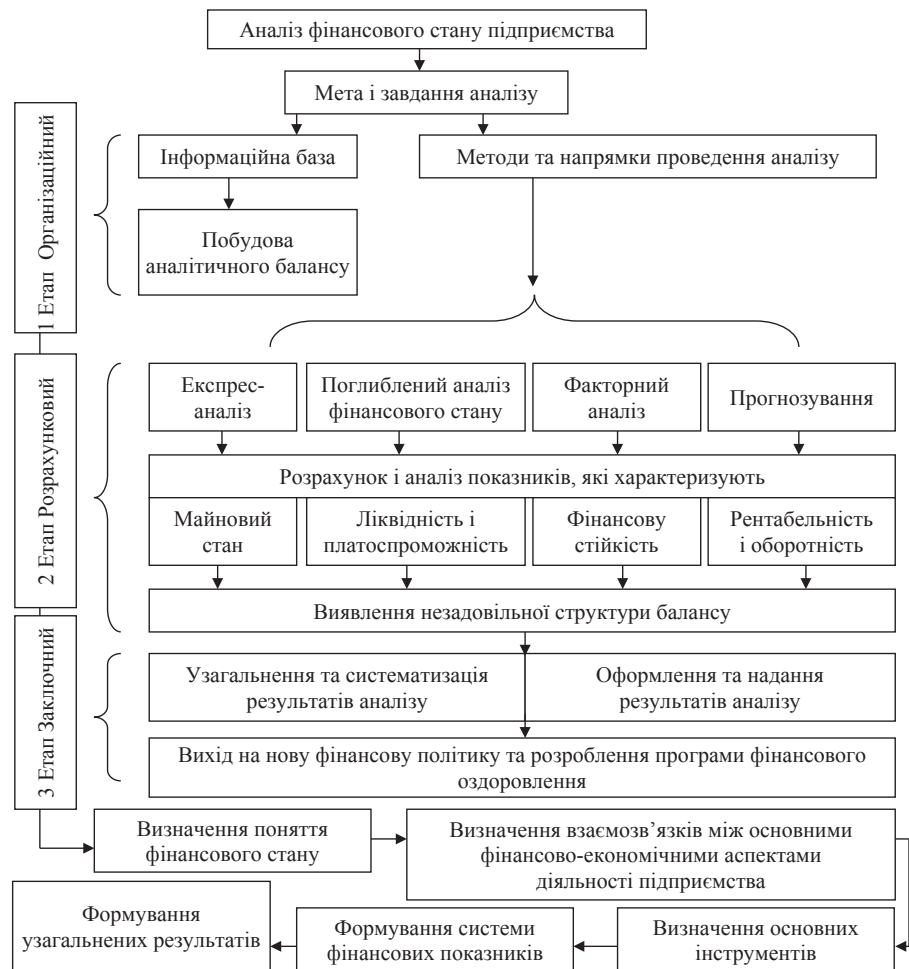 Аналіз фінансового стану підприємства
Мета і завдання аналізу
1 Етап Організаційний
Інформаційна база
Методи та напрямки проведення аналізу
Побудова
аналітичного балансу
2 Етап Розрахунковий
Експрес-
аналіз
Поглиблений аналіз
фінансового стану
Факторний
аналіз
Прогнозування
Розрахунок і аналіз показників, які характеризують
Майновий
стан
Ліквідність і
платоспроможність
Фінансову
стійкість
Рентабельність
і оборотність
Виявлення незадовільної структури балансу
3 Етап Заключний
Узагальнення та систематизація
результатів аналізу
Оформлення та надання
результатів аналізу
Вихід на нову фінансову політику та розроблення програми фінансового
оздоровлення
Визначення поняття
фінансового стану
Визначення взаємозв’язків між основними
фінансово-економічними аспектами
діяльності підприємства
Формування
узагальнених результатів
Формування системи
фінансових показників
Визначення основних
інструментів